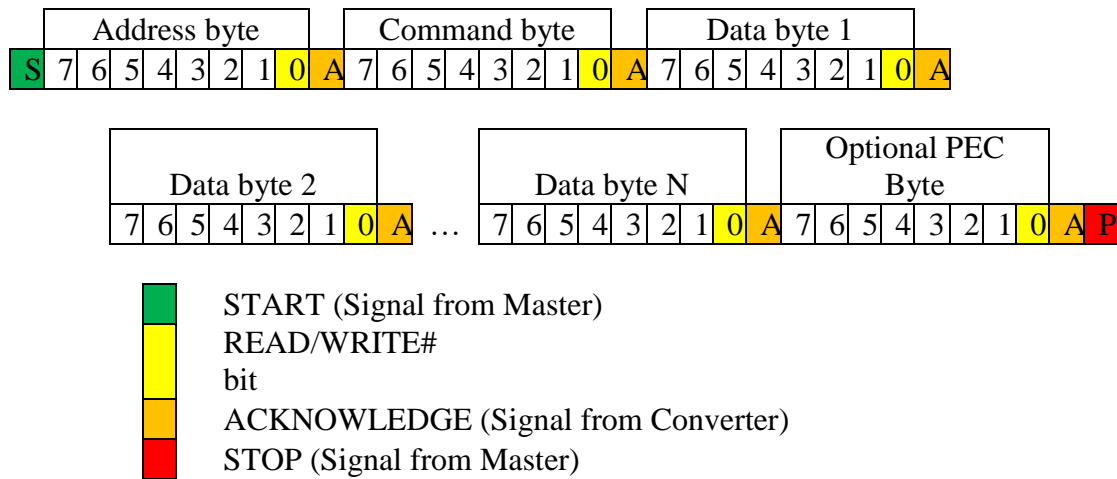 Address byte Command byte Data byte 1
S 7 6 5 4 3 2 1 0 A 7 6 5 4 3 2 1 0 A 7 6 5 4 3 2 1 0 A
Optional PEC
Data byte 2 Data byte N Byte
7 6 5 4 3 2 1 0 A … 7 6 5 4 3 2 1 0 A 7 6 5 4 3 2 1 0 A P
START (Signal from Master)
READ/WRITE#
bit
ACKNOWLEDGE (Signal from Converter)
STOP (Signal from Master)